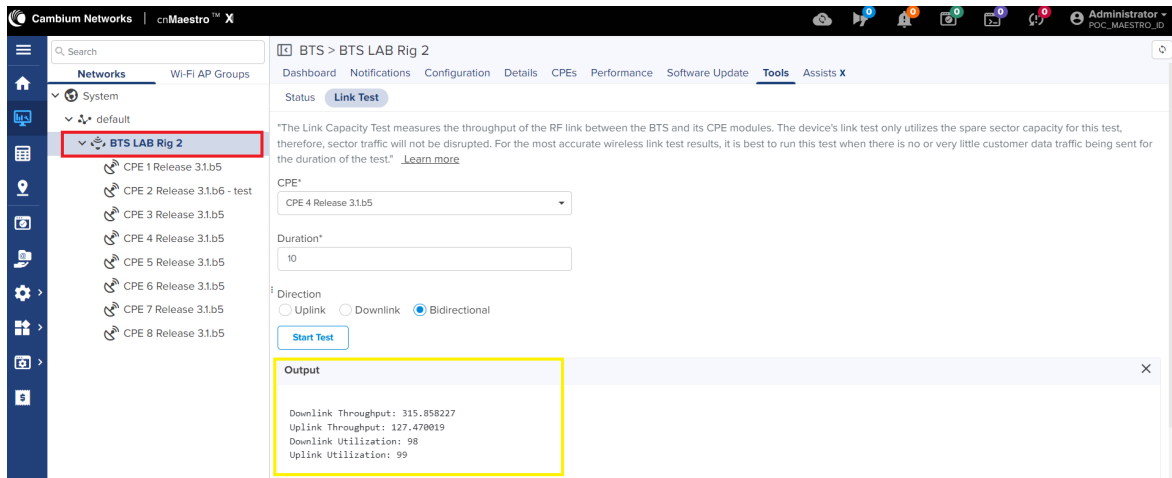 Cambium Networks | cnMaestro™ X
0 0 0 0 0
Administrator
POC_MAESTRO_ID
Search
Networks Wi-Fi AP Groups
System
default
BTS LAB Rig 2
CPE 1 Release 3.1.b5
CPE 2 Release 3.1.b6 - test
CPE 3 Release 3.1.b5
CPE 4 Release 3.1.b5
CPE 5 Release 3.1.b5
CPE 6 Release 3.1.b5
CPE 7 Release 3.1.b5
CPE 8 Release 3.1.b5
BTS > BTS LAB Rig 2
Dashboard Notifications Configuration Details CPEs Performance Software Update Tools Assists X
Status Link Test
"The Link Capacity Test measures the throughput of the RF link between the BTS and its CPE modules. The device's link test only utilizes the spare sector capacity for this test,
therefore, sector traffic will not be disrupted. For the most accurate wireless link test results, it is best to run this test when there is no or very little customer data traffic being sent for
the duration of the test." Learn more
CPE*
CPE 4 Release 3.1.b5
Duration*
10
Direction
Uplink Downlink Bidirectional
Start Test
Output
Downlink Throughput: 315.858227
Uplink Throughput: 127.470019
Downlink Utilization: 98
Uplink Utilization: 99